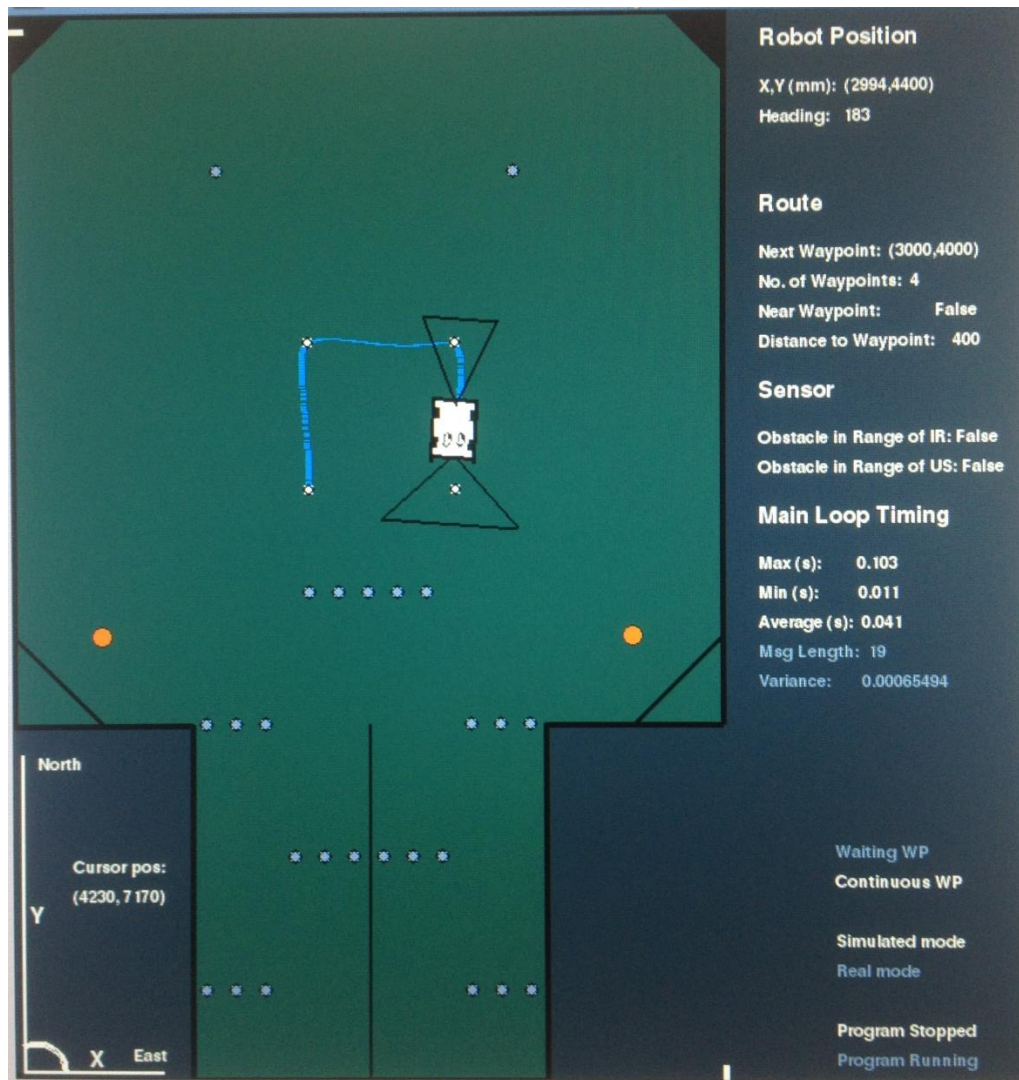 Robot Position
X,Y (mm): (2994,4400)
Heading: 183
Route
Next Waypoint: (3000,4000)
No. of Waypoints: 4
Near Waypoint: False
Distance to Waypoint: 400
Sensor
Obstacle in Range of IR: False
Obstacle in Range of US: False
Main Loop Timing
Max (s): 0.103
Min (s): 0.011
Average (s): 0.041
Msg Length: 19
Variance: 0.00065494
North
Cursor pos:
(4230,7170)
Y
X East
Waiting WP
Continuous WP
Simulated mode
Real mode
Program Stopped
Program Running